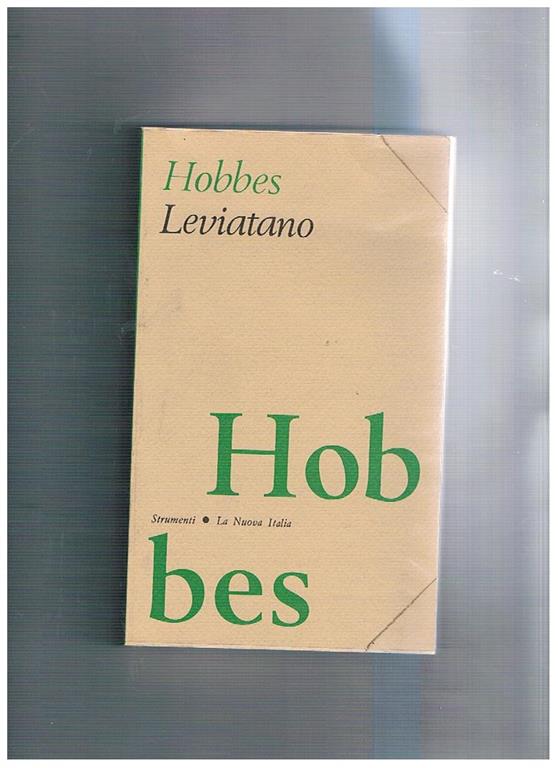 Hobbes
Leviatano
Hob
Strumenti ● La Nuova Italia
bes